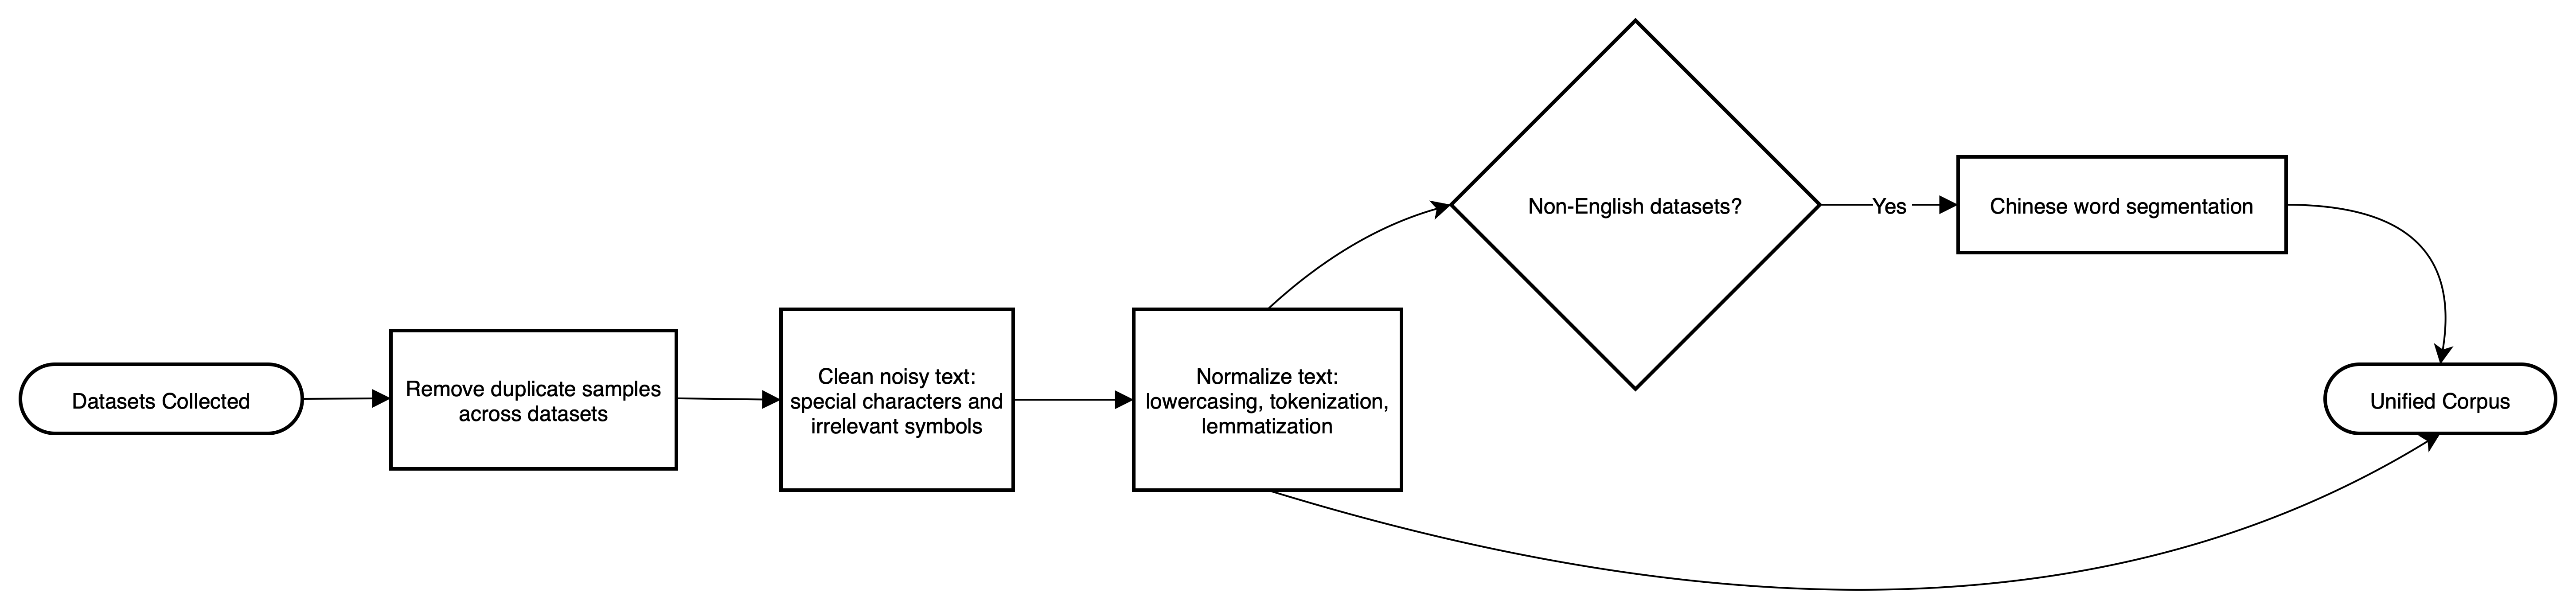 Datasets Collected
Remove duplicate samples
across datasets
Clean noisy text:
special characters and
irrelevant symbols
Normalize text:
lowercasing, tokenization,
lemmatization
Non-English datasets?
Yes
Chinese word segmentation
Unified Corpus